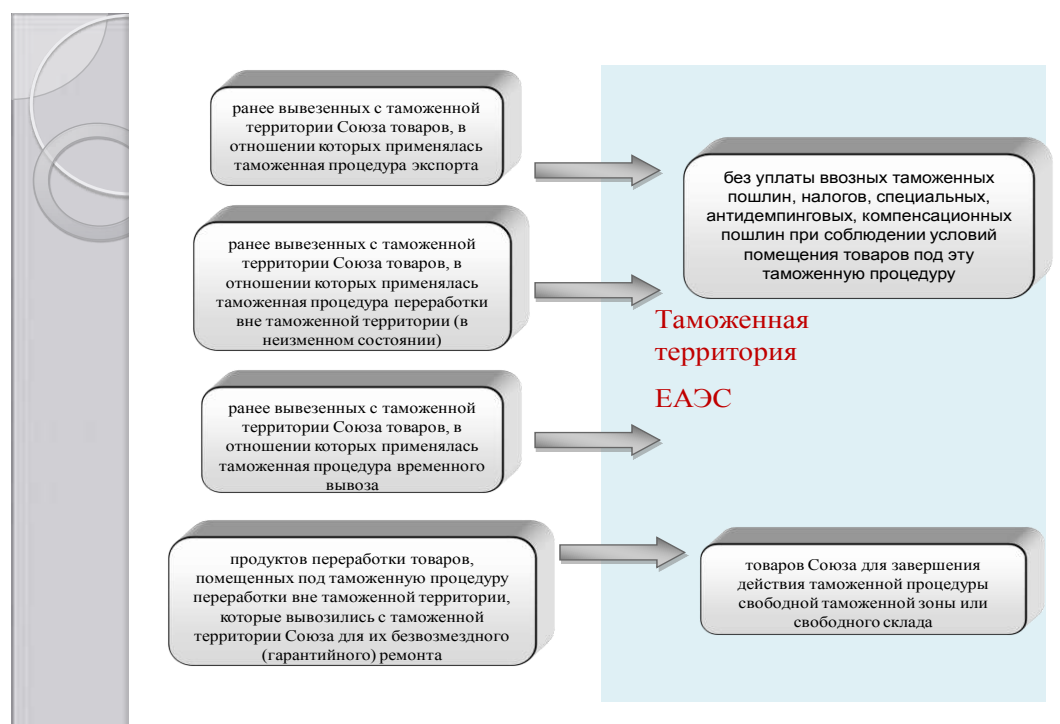 ранее вывезенных с таможенной
территории Союза товаров, в
отношении которых применялась
таможенная процедура экспорта
ранее вывезенных с таможенной
территории Союза товаров, в
отношении которых применялась
таможенная процедура переработки
вне таможенной территории (в
неизменном состоянии)
ранее вывезенных с таможенной
территории Союза товаров, в
отношении которых применялась
таможенная процедура временного
вывоза
продуктов переработки товаров,
помещенных под таможенную процедуру
переработки вне таможенной территории,
которые вывозились с таможенной
территории Союза для их безвозмездного
(гарантийного) ремонта
без уплаты ввозных таможенных
пошлин, налогов, специальных,
антидемпинговых, компенсационных
пошлин при соблюдении условий
помещения товаров под эту
таможенную процедуру
Таможенная
территория
ЕАЭС
товаров Союза для завершения
действия таможенной процедуры
свободной таможенной зоны или
свободного склада